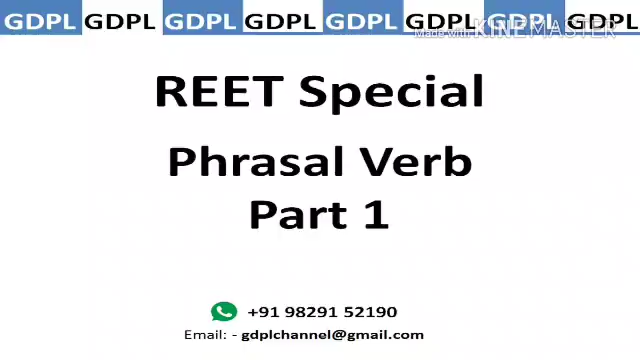 GDPL GDPL GDPL GDPL GDPL GDPL GDPL GDPL
Made with KINEMASTER
REET Special
Phrasal Verb
Part 1
+91 98291 52190
Email: - gdplchannel@gmail.com